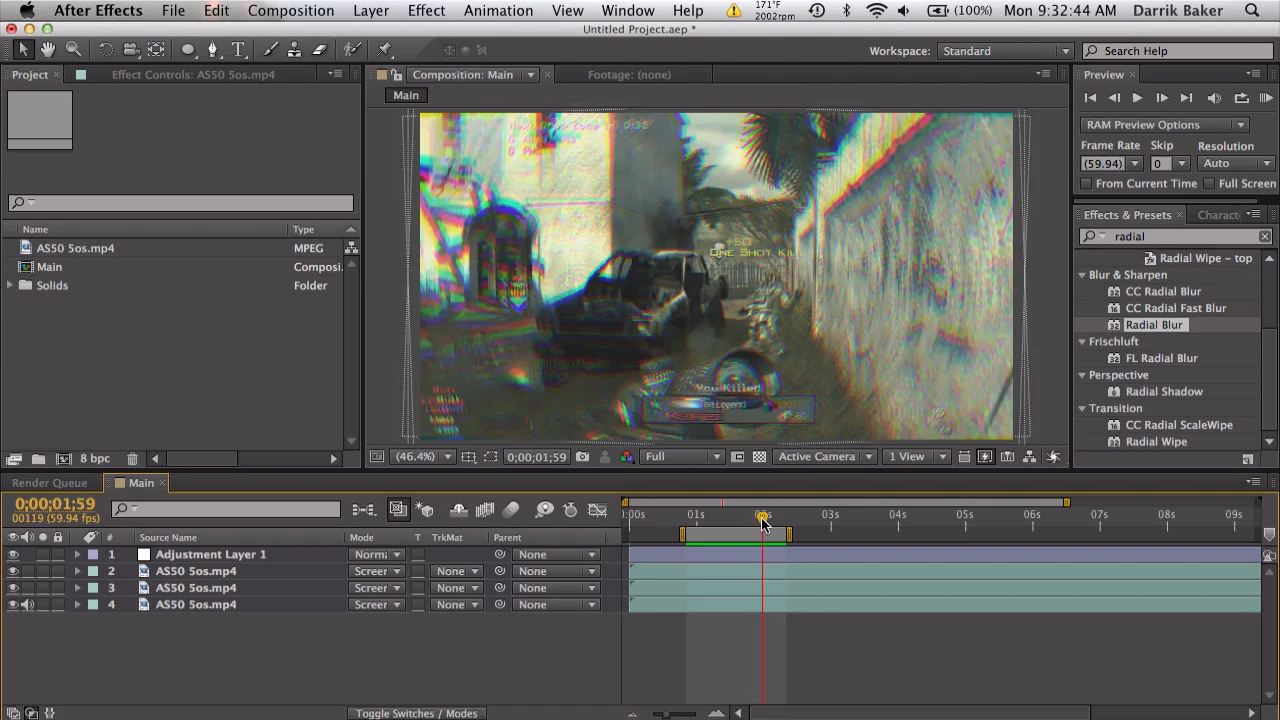 After Effects File Edit Composition Layer Effect Animation View Window Help 171°F 2002rpm (100%) Mon 9:32:44 AM Darrik Baker
Untitled Project.aep *
Workspace: Standard Search Help
Project Effect Controls: AS50 5os.mp4 Composition: Main Footage: (none) Preview
Main
RAM Preview Options
Frame Rate Skip Resolution
(59.94) 0 Auto
From Current Time Full Screen
Effects & Presets Charact
radial
Name Type
AS50 5os.mp4 MPEG
Main Composi
Solids Folder
+50
One Shot Kill
You Killed
Radial Wipe – top
Blur & Sharpen
CC Radial Blur
CC Radial Fast Blur
Radial Blur
Frischluft
FL Radial Blur
Perspective
Radial Shadow
Transition
CC Radial ScaleWipe
Radial Wipe
8 bpc (46.4%) 0;00;01;59 Full Active Camera 1 View
Render Queue Main
0;00;01;59
00119 (59.94 fps)
:00s 01s 02s 03s 04s 05s 06s 07s 08s 09s
# Source Name Mode T TrkMat Parent
1 Adjustment Layer 1 Norma None
2 AS50 5os.mp4 Screer None None
3 AS50 5os.mp4 Screer None None
4 AS50 5os.mp4 Screer None None
Toggle Switches / Modes